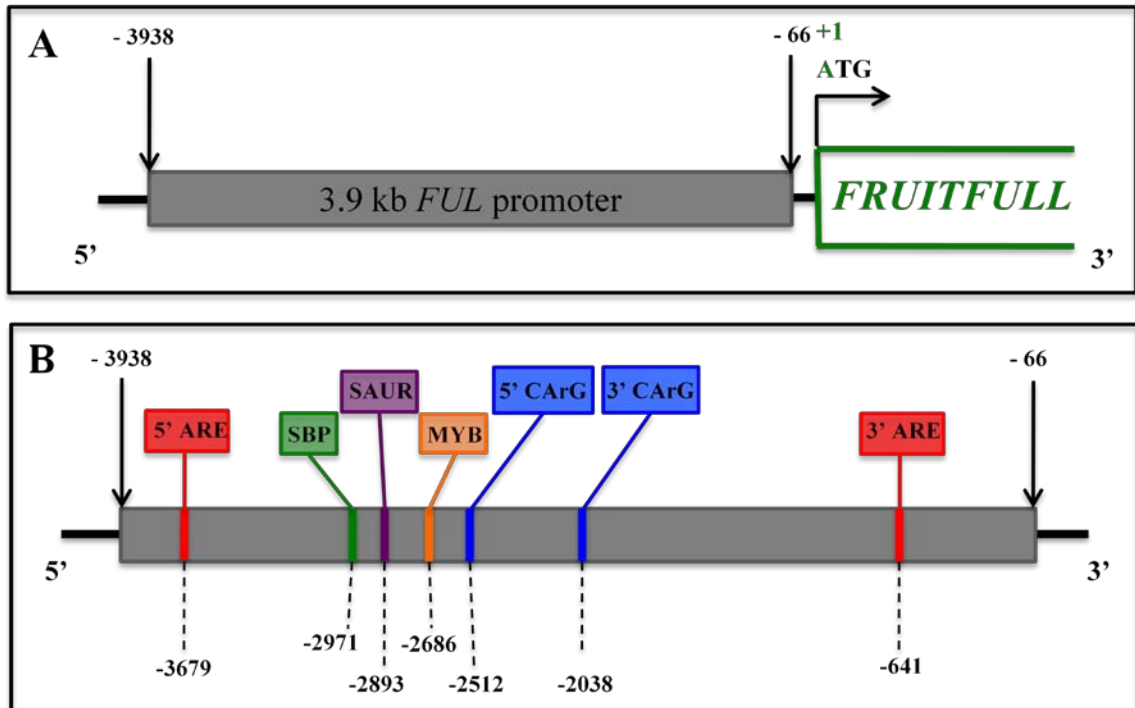 A
- 3938
- 66
+1
ATG
3.9 kb FUL promoter
FRUITFULL
5’
3’
B
- 3938
- 66
5’ ARE
SBP
SAUR
MYB
5’ CArG
3’ CArG
3’ ARE
5’
3’
-3679
-2971
-2893
-2686
-2512
-2038
-641